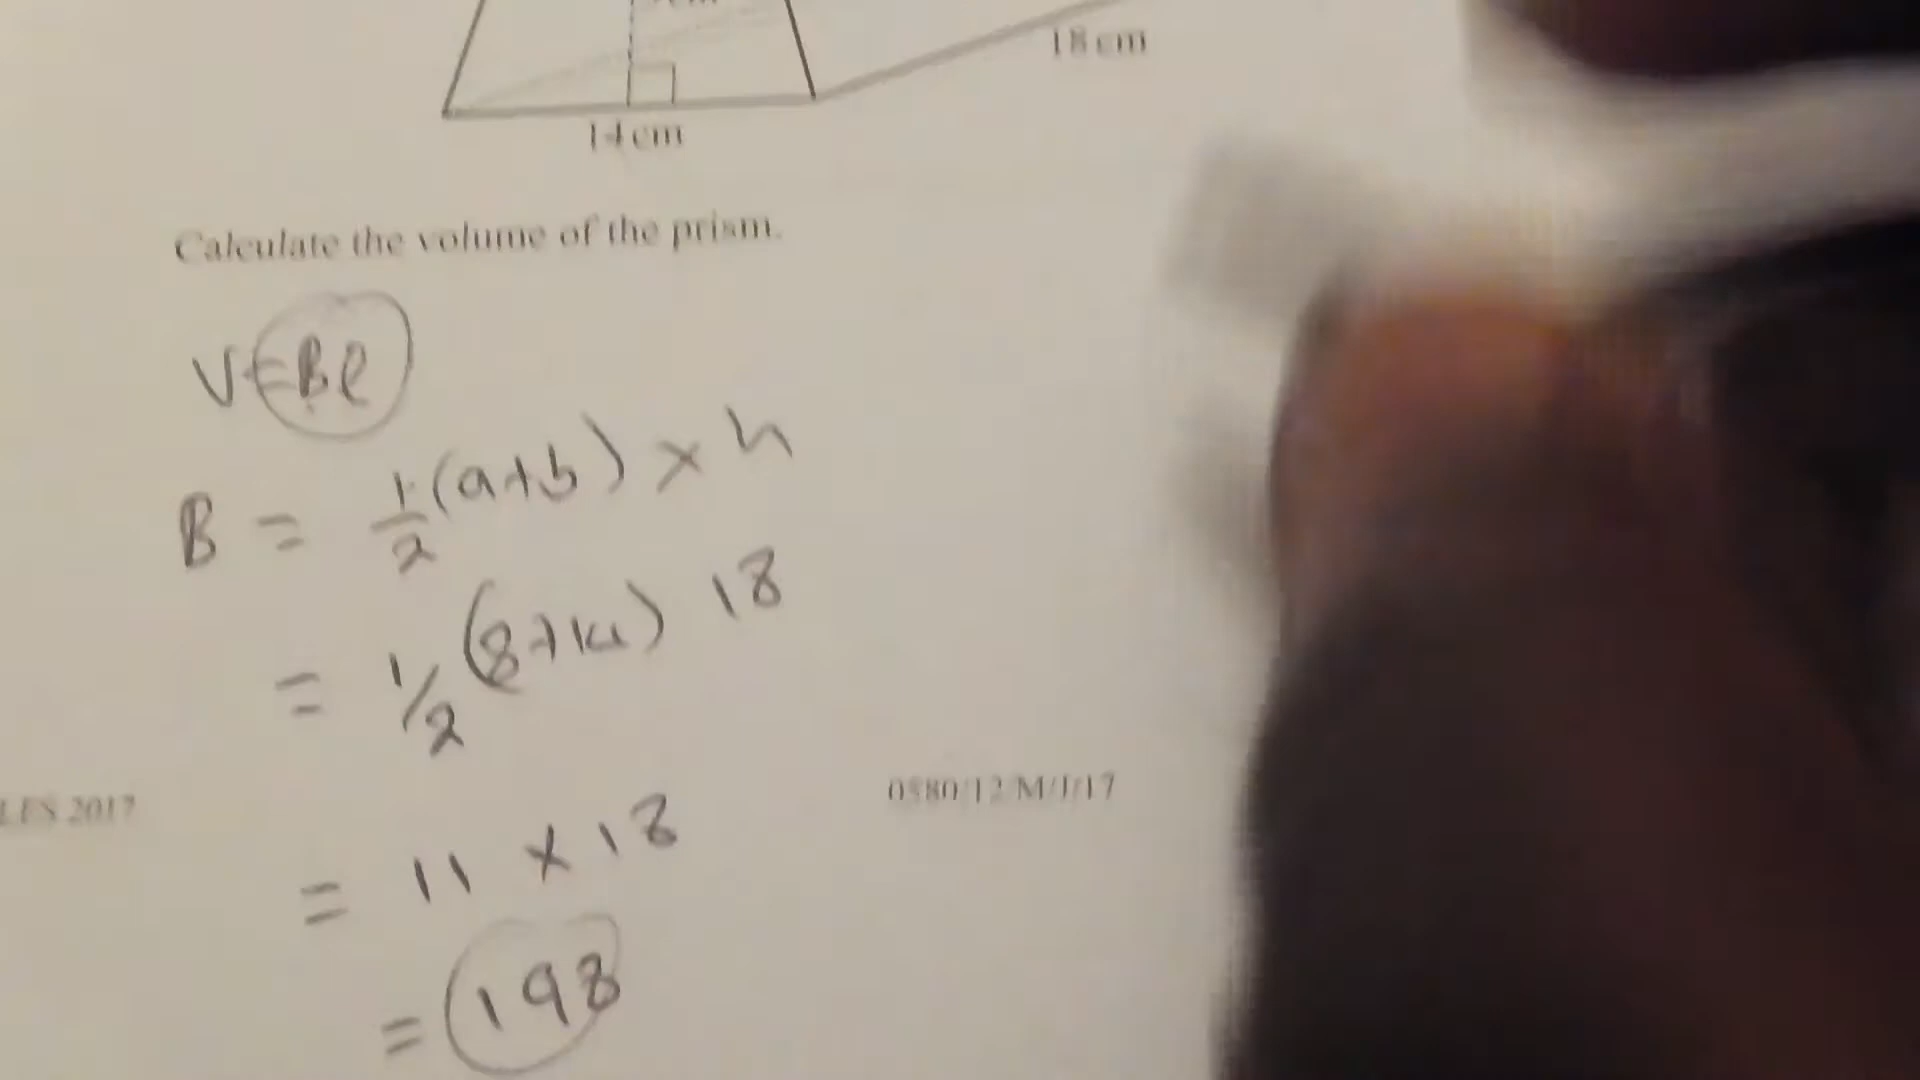 18 cm
14 cm
Calculate the volume of the prism.
V = Bl
B = 1/2 (a+b) × h
= 1/2 (8+14) 18
LES 2017
0580/12/M/J/17
= 11 × 18
= 198